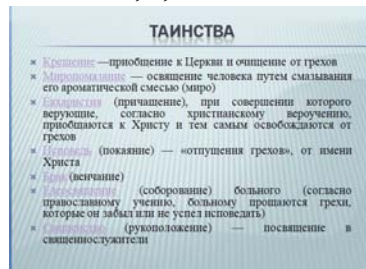 ТАИНСТВА
Крещение —приобщение к Церкви и очищение от грехов
Миропомазание — освящение человека путем смазывания
его ароматической смесью (миро)
Евхаристия (причащение), при совершении которого
верующие, согласно христианскому вероучению,
приобщаются к Христу и тем самым освобождаются от
грехов
Исповедь (покаяние) — «отпущения грехов», от имени
Христа
Брак (венчание)
Елеосвящение (соборование) больного (согласно
православному учению, больному прощаются грехи,
которые он забыл или не успел исповедать)
Священство (рукоположение) — посвящение в
священнослужители